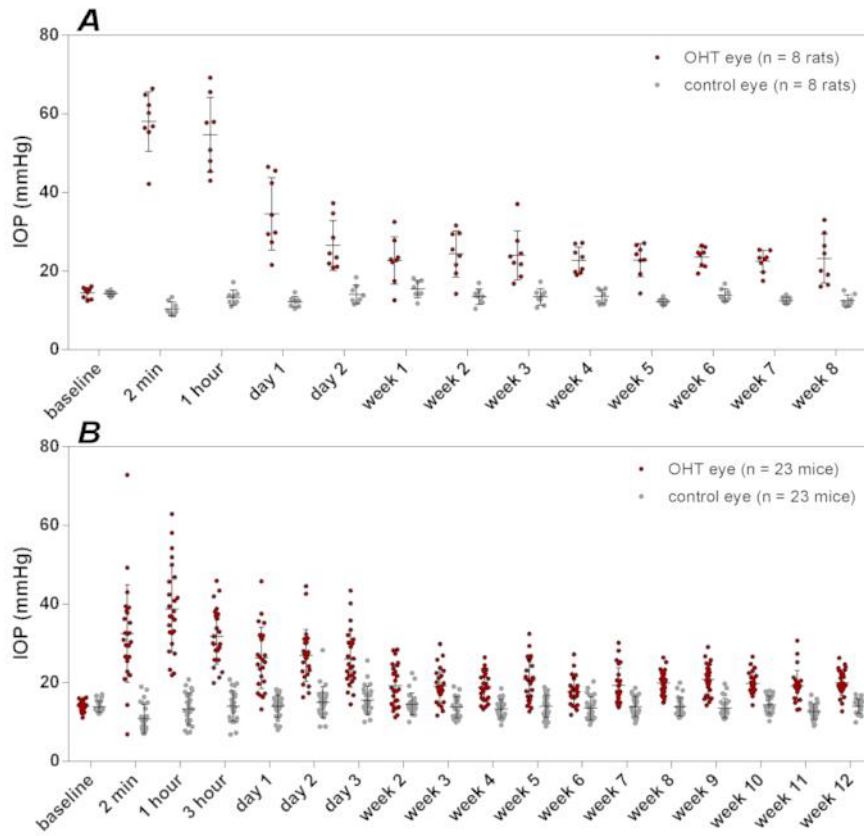 A
80
60
40
20
0
IOP (mmHg)
OHT eye (n = 8 rats)
control eye (n = 8 rats)
baseline
2 min
1 hour
day 1
day 2
week 1
week 2
week 3
week 4
week 5
week 6
week 7
week 8
B
80
60
40
20
0
IOP (mmHg)
OHT eye (n = 23 mice)
control eye (n = 23 mice)
baseline
2 min
1 hour
3 hour
day 1
day 2
day 3
week 2
week 3
week 4
week 5
week 6
week 7
week 8
week 9
week 10
week 11
week 12